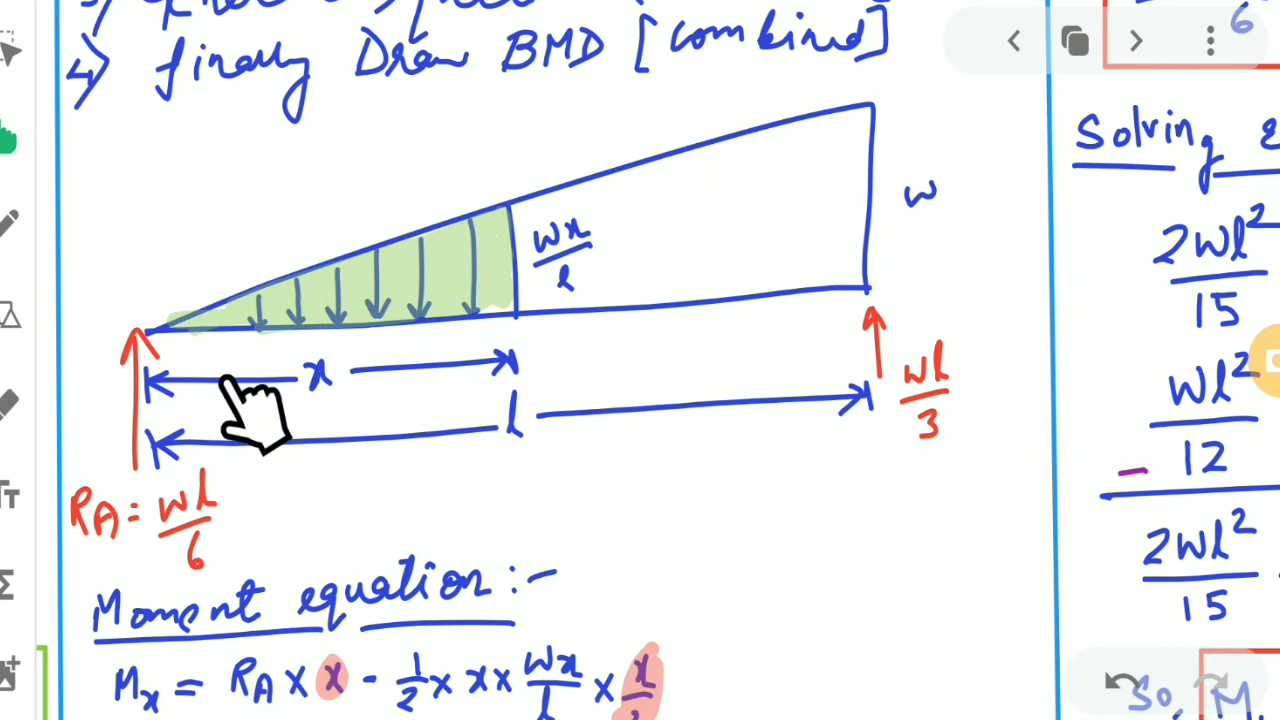 4) finally Draw BMD [combined]
w
wx/l
x
l
wl/3
RA = wl/6
Moment equation :-
Mx = RA × x - 1/2 × x × wx/l × x/
6
Solving
2wl²/15
wl²/12
-
2wl²/15
So, M